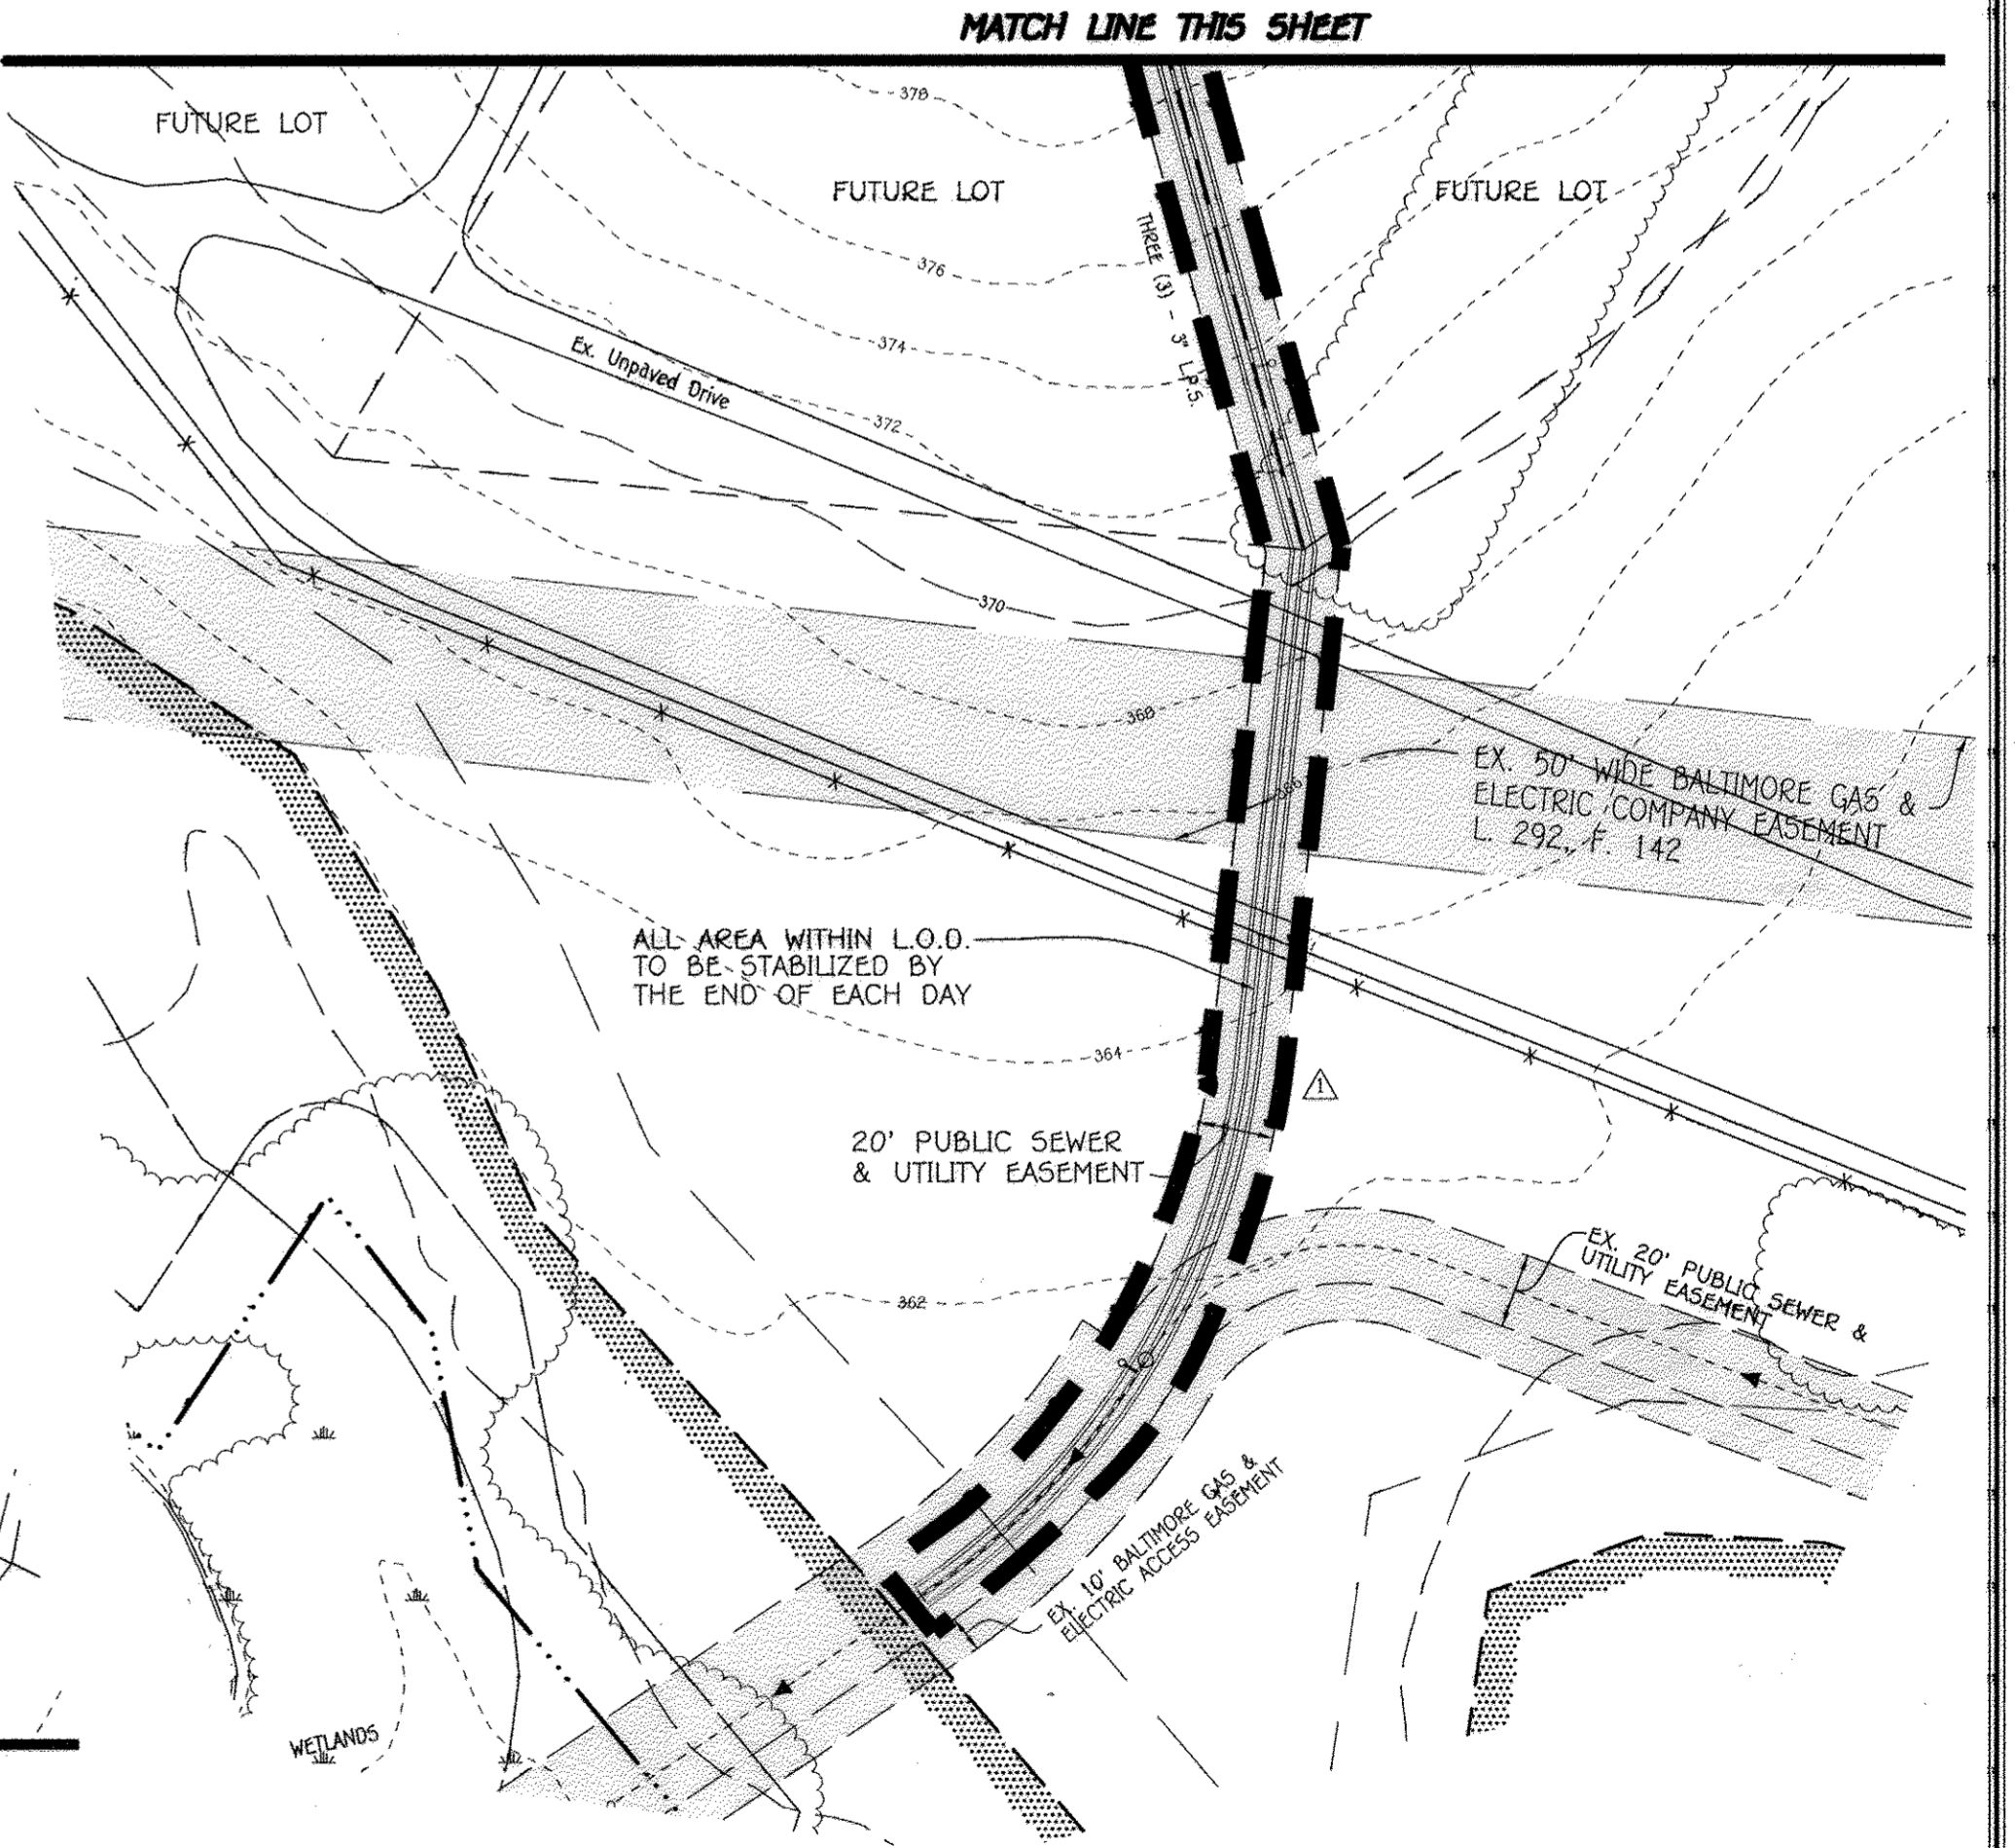 MATCH LINE THIS SHEET
378
FUTURE LOT
FUTURE LOT
FUTURE LOT
THREE (3) - 3" L.P.S.
376
374
Ex. Unpaved Drive
372
370
368
EX. 50' WIDE BALTIMORE GAS &
ELECTRIC COMPANY EASEMENT
L. 292, F. 142
366
ALL AREA WITHIN L.O.D.
TO BE STABILIZED BY
THE END OF EACH DAY
364
1
20' PUBLIC SEWER
& UTILITY EASEMENT
EX. 20' PUBLIC SEWER &
UTILITY EASEMENT
362
EX. 10' BALTIMORE GAS &
ELECTRIC ACCESS EASEMENT
WETLANDS